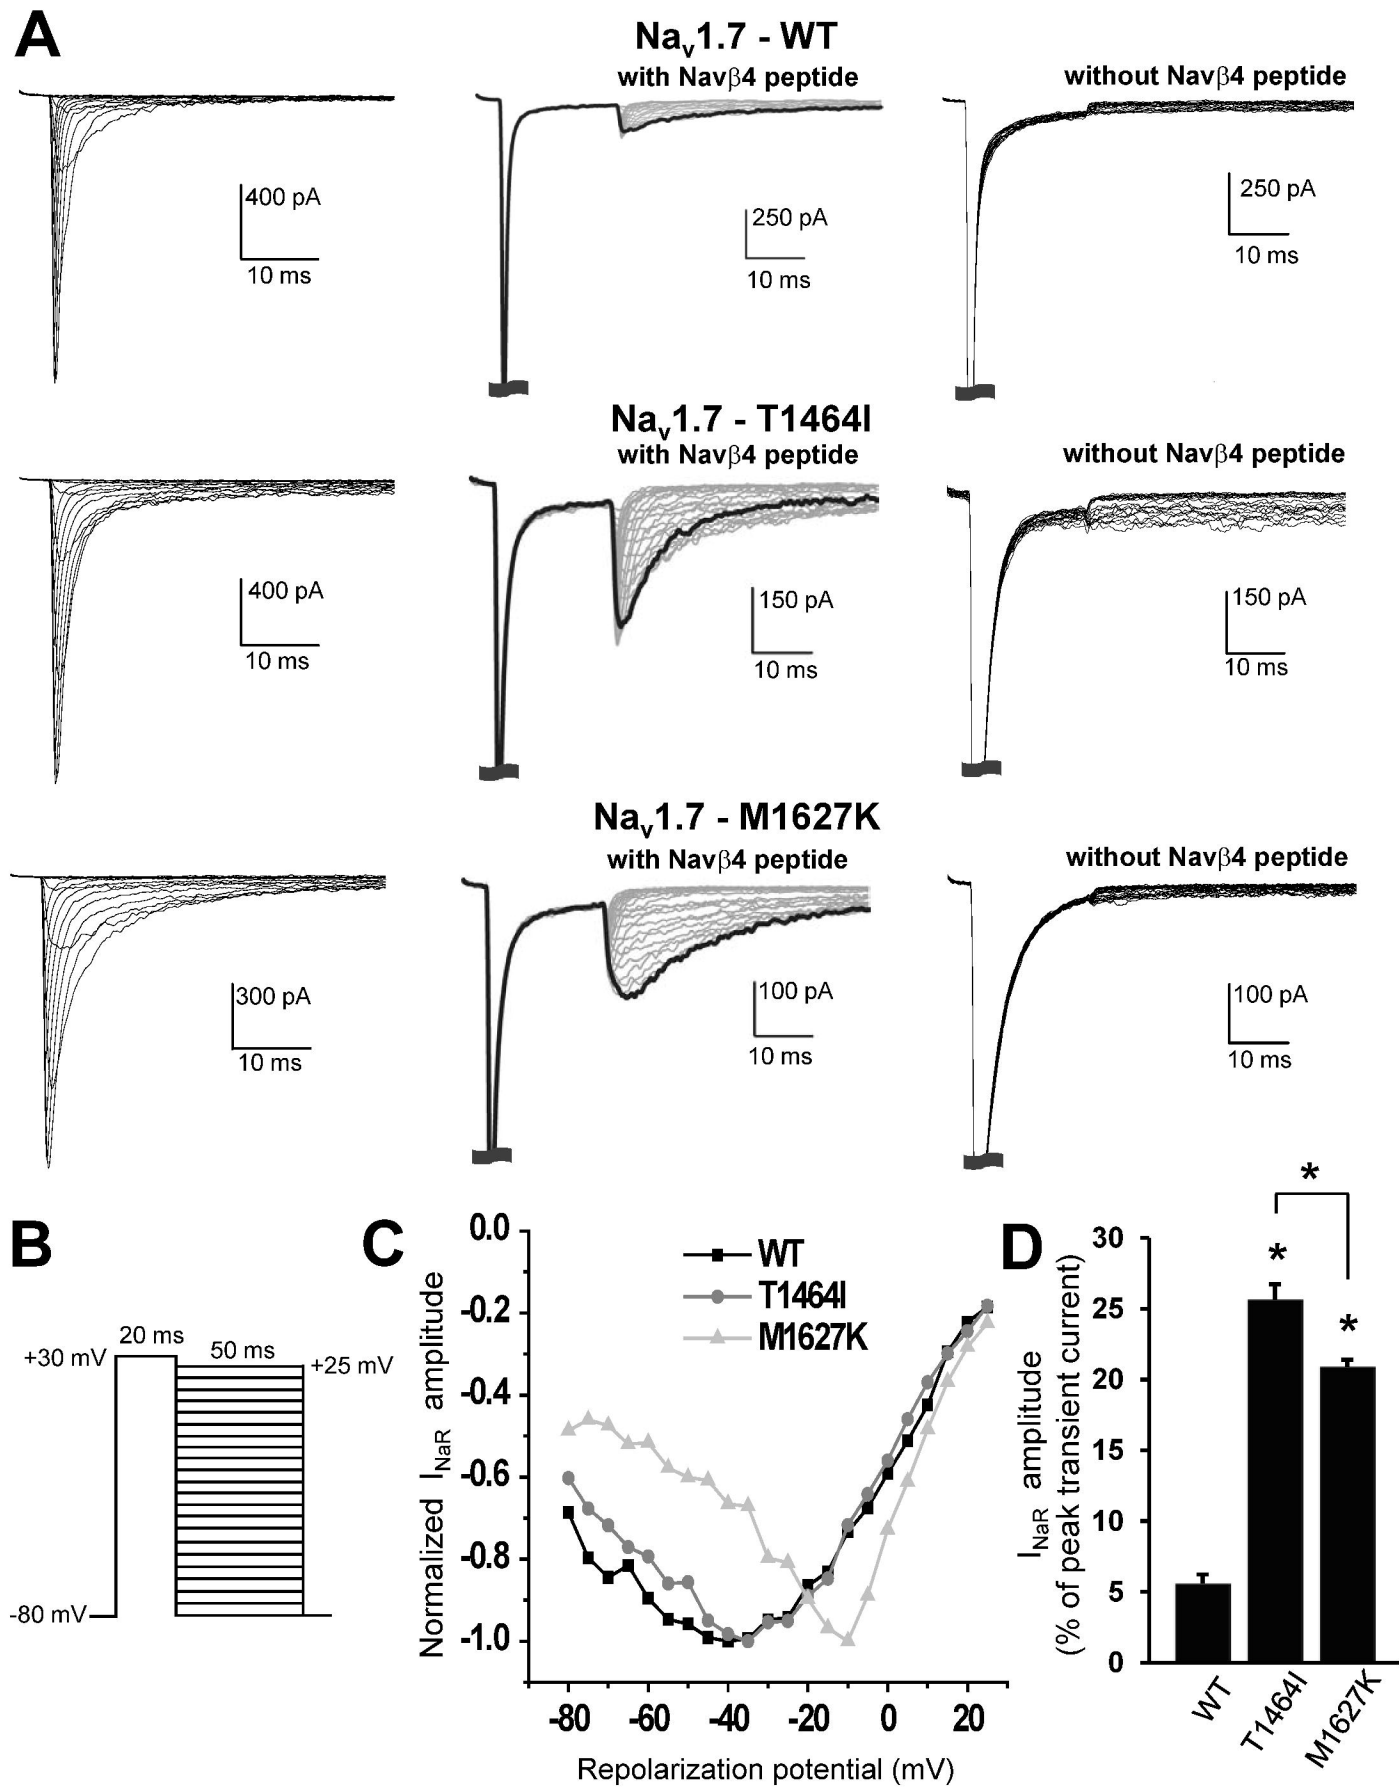 A
Nav1.7 - WT
with Navβ4 peptide
without Navβ4 peptide
400 pA
10 ms
250 pA
10 ms
250 pA
10 ms
Nav1.7 - T1464I
with Navβ4 peptide
without Navβ4 peptide
400 pA
10 ms
150 pA
10 ms
150 pA
10 ms
Nav1.7 - M1627K
with Navβ4 peptide
without Navβ4 peptide
300 pA
10 ms
100 pA
10 ms
100 pA
10 ms
B
20 ms
50 ms
+30 mV
+25 mV
-80 mV
C
Normalized INaR amplitude
0.0
-0.2
-0.4
-0.6
-0.8
-1.0
WT
T1464I
M1627K
-80
-60
-40
-20
0
20
Repolarization potential (mV)
D
INaR amplitude
(% of peak transient current)
30
25
20
15
10
5
0
*
*
*
WT
T1464I
M1627K